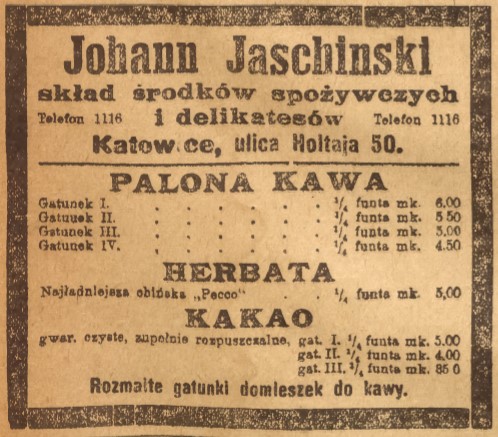 Johann Jaschinski
skład środków spożywczych
Telefon 1116 i delikatesów Telefon 1116
Katowice, ulica Holtaja 50.
PALONA KAWA
Gatunek I. . . . . . . ¼ funta mk. 6,00
Gatunek II. . . . . . . ¼ funta mk. 5 50
Gatunek III. . . . . . . ¼ funta mk. 5,00
Gatunek IV. . . . . . . ¼ funta mk. 4.50
HERBATA
Najładniejsza chińska „Pecco" . . ¼ funta mk. 5,00
KAKAO
gwar. czyste, zupełnie rozpuszczalne, gat. I. ¼ funta mk. 5.00
gat. II. ¼ funta mk. 4,00
gat. III. ¼ funta mk.
Rozmaite gatunki domieszek do kawy.